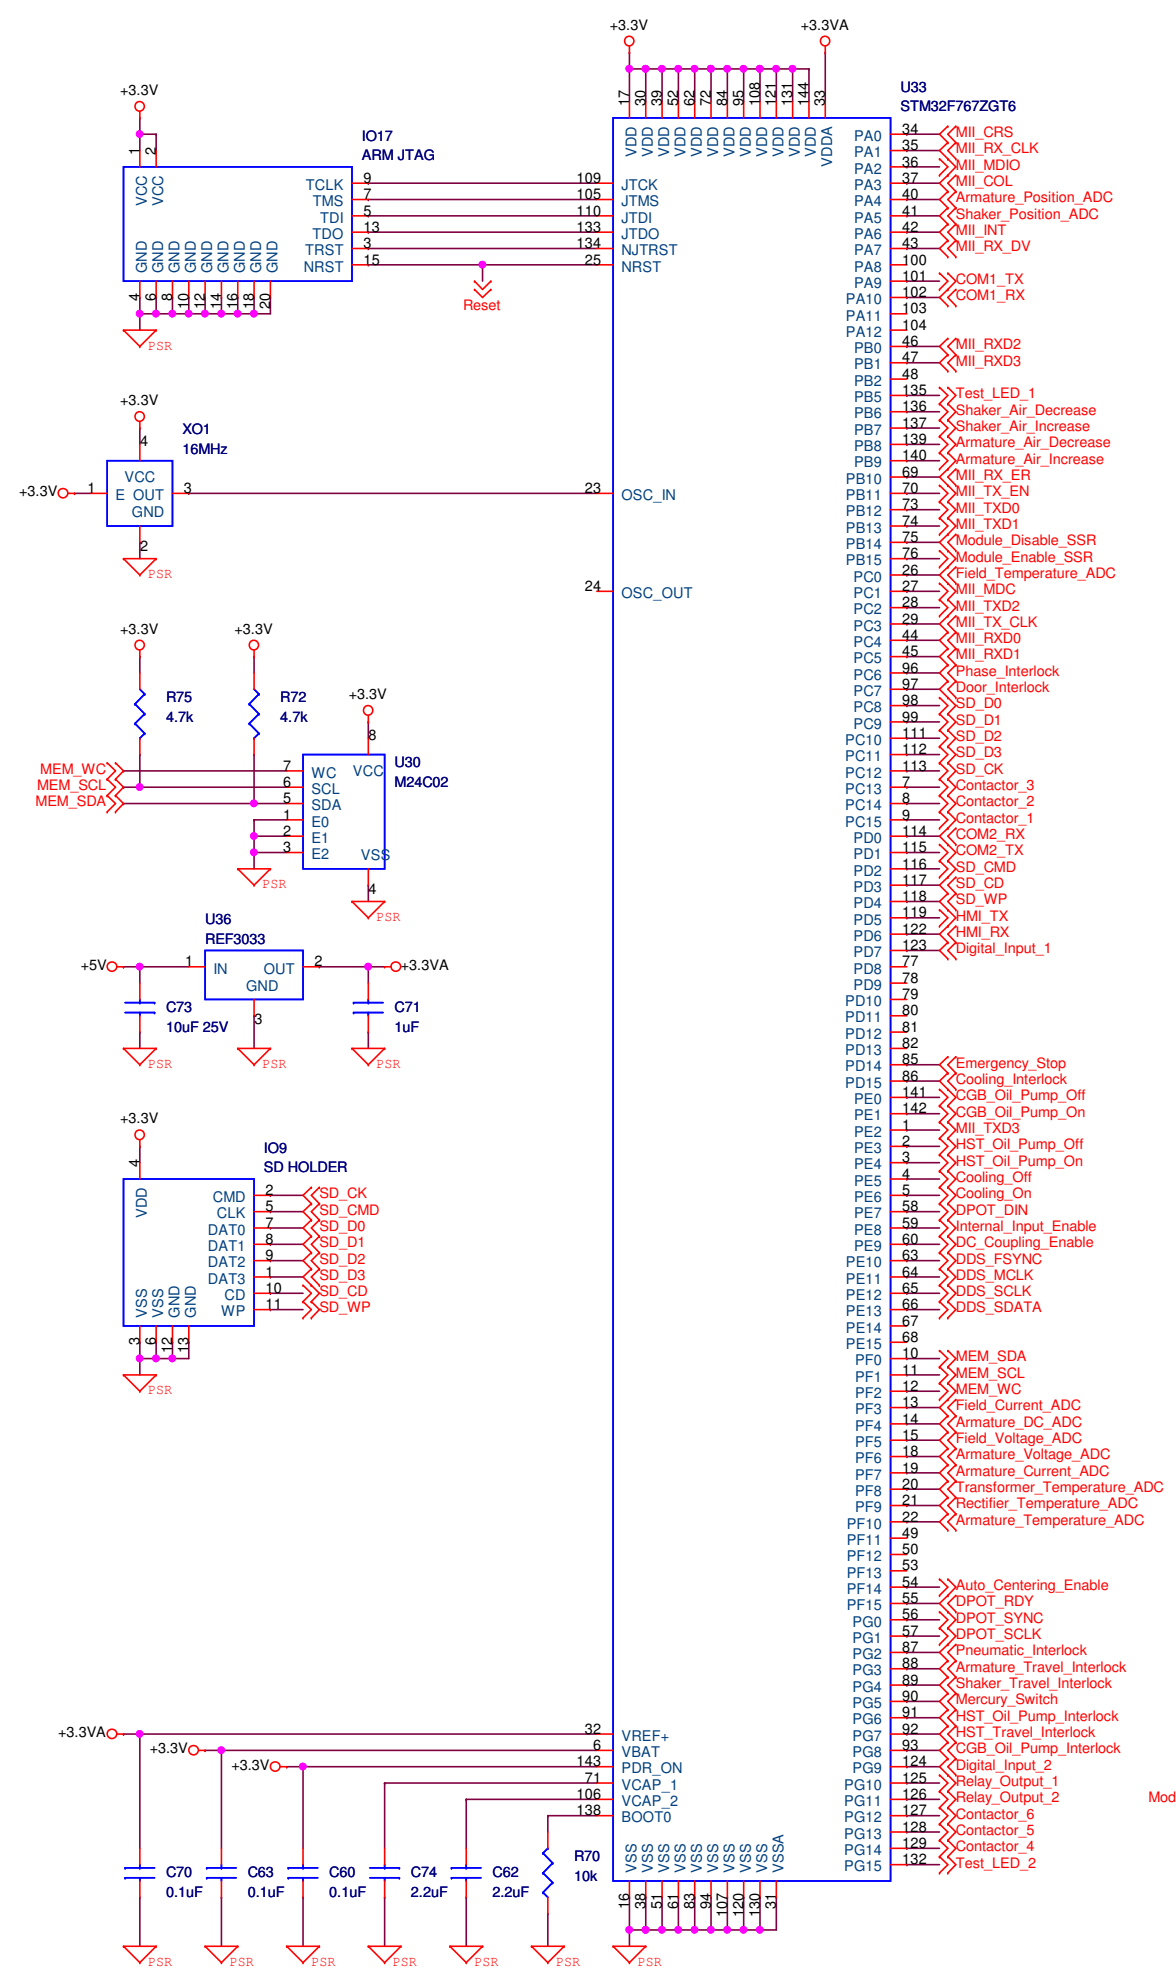 +3.3V
+3.3VA
17 30 39 52 62 72 84 95 108 121 131 144 33
U33
STM32F767ZGT6
VDD VDD VDD VDD VDD VDD VDD VDD VDD VDD VDD VDD VDDA
+3.3V
1 2
IO17
ARM JTAG
VCC VCC
GND GND GND GND GND GND GND GND GND
TCLK 9 109 JTCK
TMS 7 105 JTMS
TDI 5 110 JTDI
TDO 13 133 JTDO
TRST 3 134 NJTRST
NRST 15 25 NRST
4 6 8 10 12 14 16 18 20
Reset
PSR
+3.3V
4
XO1
16MHz
+3.3V 1 E VCC OUT GND 3 23 OSC_IN
2
PSR
24 OSC_OUT
+3.3V +3.3V
R75
4.7k
R72
4.7k
+3.3V
8
U30
M24C02
VCC
MEM_WC 7 WC
MEM_SCL 6 SCL
MEM_SDA 5 SDA
1 E0
2 E1
3 E2
VSS
4
PSR
PSR
U36
REF3033
+5V 1 IN OUT 2 +3.3VA
GND
3
C73
10uF 25V
C71
1uF
PSR PSR PSR
+3.3V
4
IO9
SD HOLDER
VDD
CMD 2 SD_CK
CLK 5 SD_CMD
DAT0 7 SD_D0
DAT1 8 SD_D1
DAT2 9 SD_D2
DAT3 1 SD_D3
CD 10 SD_CD
WP 11 SD_WP
VSS VSS GND GND
3 6 12 13
PSR
+3.3VA 32 VREF+
+3.3V 6 VBAT
+3.3V 143 PDR_ON
71 VCAP_1
106 VCAP_2
138 BOOT0
C70
0.1uF
C63
0.1uF
C60
0.1uF
C74
2.2uF
C62
2.2uF
R70
10k
PSR PSR PSR PSR PSR PSR PSR
VSS VSS VSS VSS VSS VSS VSS VSS VSS VSSA
16 38 51 61 83 94 107 120 130 31
PA0 34 MII_CRS
PA1 35 MII_RX_CLK
PA2 36 MII_MDIO
PA3 37 MII_COL
PA4 40 Armature_Position_ADC
PA5 41 Shaker_Position_ADC
PA6 42 MII_INT
PA7 43 MII_RX_DV
PA8 100
PA9 101 COM1_TX
PA10 102 COM1_RX
PA11 103
PA12 104
PB0 46 MII_RXD2
PB1 47 MII_RXD3
PB2 48
PB5 135 Test_LED_1
PB6 136 Shaker_Air_Decrease
PB7 137 Shaker_Air_Increase
PB8 139 Armature_Air_Decrease
PB9 140 Armature_Air_Increase
PB10 69 MII_RX_ER
PB11 70 MII_TX_EN
PB12 73 MII_TXD0
PB13 74 MII_TXD1
PB14 75 Module_Disable_SSR
PB15 76 Module_Enable_SSR
PC0 26 Field_Temperature_ADC
PC1 27 MII_MDC
PC2 28 MII_TXD2
PC3 29 MII_TX_CLK
PC4 44 MII_RXD0
PC5 45 MII_RXD1
PC6 96 Phase_Interlock
PC7 97 Door_Interlock
PC8 98 SD_D0
PC9 99 SD_D1
PC10 111 SD_D2
PC11 112 SD_D3
PC12 113 SD_CK
PC13 7 Contactor_3
PC14 8 Contactor_2
PC15 9 Contactor_1
PD0 114 COM2_RX
PD1 115 COM2_TX
PD2 116 SD_CMD
PD3 117 SD_CD
PD4 118 SD_WP
PD5 119 HMI_TX
PD6 122 HMI_RX
PD7 123 Digital_Input_1
PD8 77
PD9 78
PD10 79
PD11 80
PD12 81
PD13 82
PD14 85 Emergency_Stop
PD15 86 Cooling_Interlock
PE0 141 CGB_Oil_Pump_Off
PE1 142 CGB_Oil_Pump_On
PE2 1 MII_TXD3
PE3 2 HST_Oil_Pump_Off
PE4 3 HST_Oil_Pump_On
PE5 4 Cooling_Off
PE6 5 Cooling_On
PE7 58 DPOT_DIN
PE8 59 Internal_Input_Enable
PE9 60 DC_Coupling_Enable
PE10 63 DDS_FSYNC
PE11 64 DDS_MCLK
PE12 65 DDS_SCLK
PE13 66 DDS_SDATA
PE14 67
PE15 68
PF0 10 MEM_SDA
PF1 11 MEM_SCL
PF2 12 MEM_WC
PF3 13 Field_Current_ADC
PF4 14 Armature_DC_ADC
PF5 15 Field_Voltage_ADC
PF6 18 Armature_Voltage_ADC
PF7 19 Armature_Current_ADC
PF8 20 Transformer_Temperature_ADC
PF9 21 Rectifier_Temperature_ADC
PF10 22 Armature_Temperature_ADC
PF11 49
PF12 50
PF13 53
PF14 54 Auto_Centering_Enable
PF15 55 DPOT_RDY
PG0 56 DPOT_SYNC
PG1 57 DPOT_SCLK
PG2 87 Pneumatic_Interlock
PG3 88 Armature_Travel_Interlock
PG4 89 Shaker_Travel_Interlock
PG5 90 Mercury_Switch
PG6 91 HST_Oil_Pump_Interlock
PG7 92 HST_Travel_Interlock
PG8 93 CGB_Oil_Pump_Interlock
PG9 124 Digital_Input_2
PG10 125 Relay_Output_1
PG11 126 Relay_Output_2 Mod
PG12 127 Contactor_6
PG13 128 Contactor_5
PG14 129 Contactor_4
PG15 132 Test_LED_2